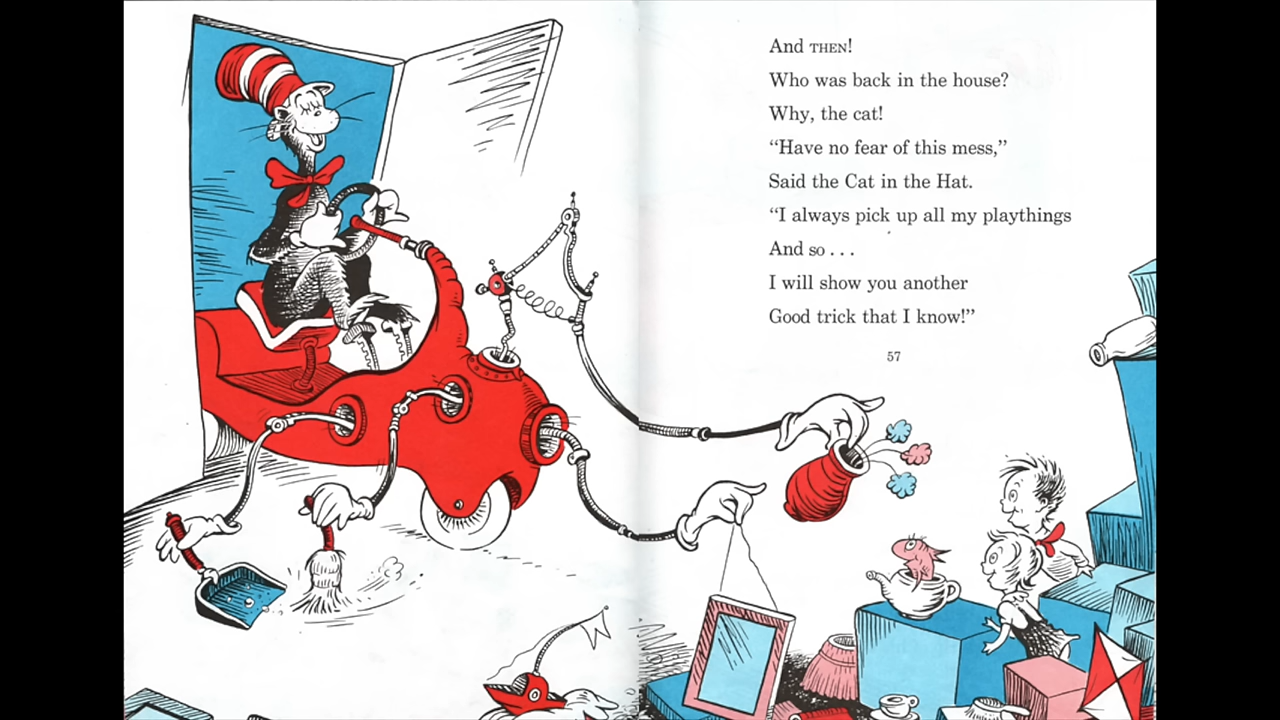 And THEN!
Who was back in the house?
Why, the cat!
“Have no fear of this mess,”
Said the Cat in the Hat.
“I always pick up all my playthings
And so . . .
I will show you another
Good trick that I know!”
57